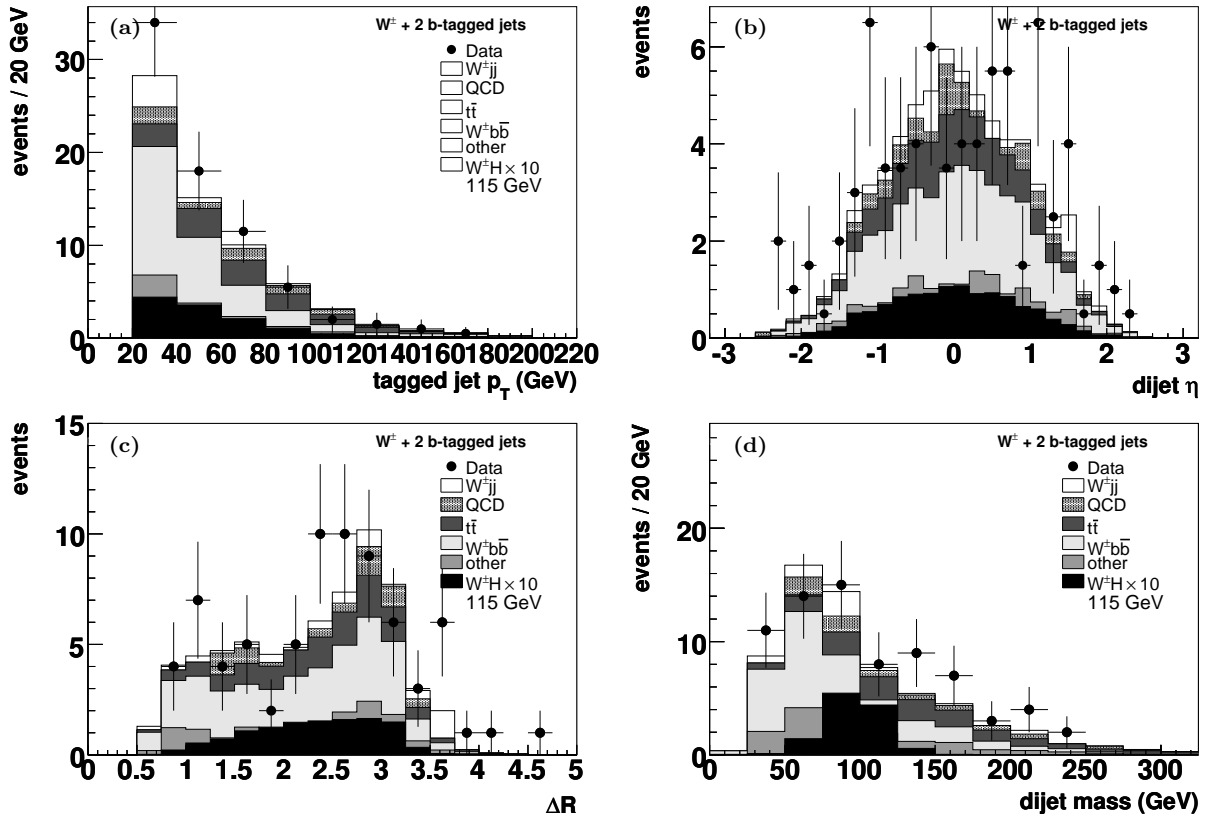 (a)
W± + 2 b-tagged jets
Data
W±jj
QCD
tt̄
W±bb̄
other
W±H × 10
115 GeV
events / 20 GeV
30
20
10
0
0 20 40 60 80 100 120 140 160 180 200 220
tagged jet p_T (GeV)
(b)
W± + 2 b-tagged jets
events
6
4
2
0
-3 -2 -1 0 1 2 3
dijet η
(c)
W± + 2 b-tagged jets
Data
W±jj
QCD
tt̄
W±bb̄
other
W±H × 10
115 GeV
events
15
10
5
0
0 0.5 1 1.5 2 2.5 3 3.5 4 4.5 5
ΔR
(d)
W± + 2 b-tagged jets
Data
W±jj
QCD
tt̄
W±bb̄
other
W±H × 10
115 GeV
events / 20 GeV
20
10
0
0 50 100 150 200 250 300
dijet mass (GeV)